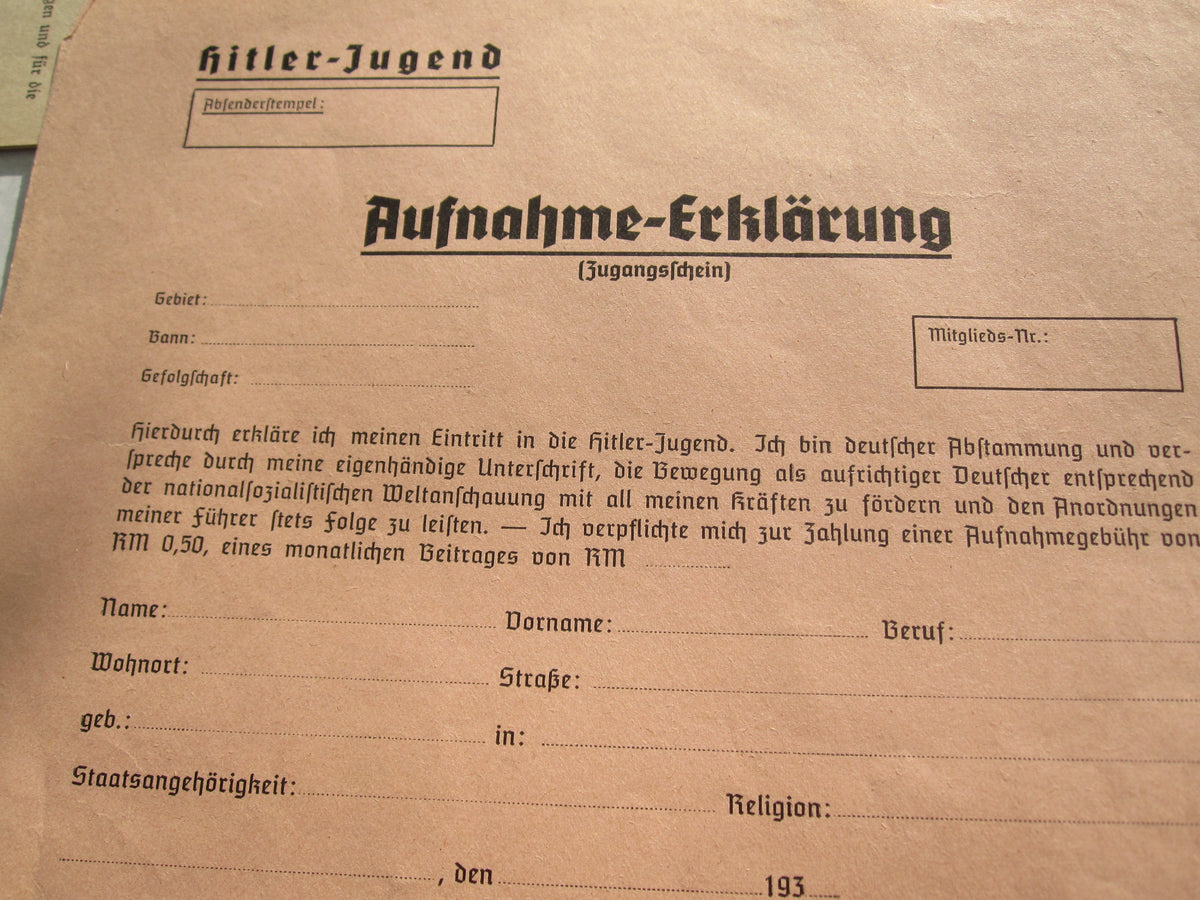 gen und für die
Hitler-Jugend
Absenderstempel:
Aufnahme-Erklärung
(Zugangsschein)
Gebiet:
Bann:
Gefolgschaft:
Mitglieds-Nr.:
Hierdurch erkläre ich meinen Eintritt in die Hitler-Jugend. Ich bin deutscher Abstammung und ver-
spreche durch meine eigenhändige Unterschrift, die Bewegung als aufrichtiger Deutscher entsprechend
der nationalsozialistischen Weltanschauung mit all meinen Kräften zu fördern und den Anordnungen
meiner Führer stets Folge zu leisten. — Ich verpflichte mich zur Zahlung einer Aufnahmegebühr von
RM 0,50, eines monatlichen Beitrages von RM
Name: Vorname: Beruf:
Wohnort: Straße:
geb.: in:
Staatsangehörigkeit: Religion:
, den 193